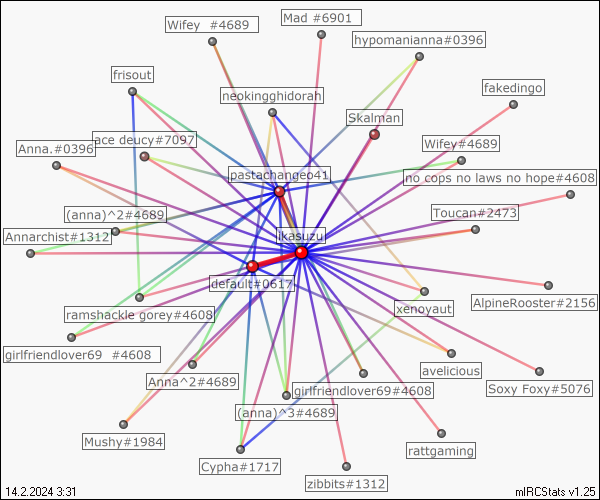 Wifey  #4689
Mad #6901
hypomanianna#0396
frisout
fakedingo
neokingghidorah
Skalman
Anna.#0396
ace deucy#7097
Wifey#4689
pastachangeo41
no cops no laws no hope#4608
(anna)^2#4689
Toucan#2473
Annarchist#1312
ikasuzu
default#0617
AlpineRooster#2156
xenoyaut
ramshackle gorey#4608
girlfriendlover69  #4608
avelicious
Anna^2#4689
girlfriendlover69#4608
Soxy Foxy#5076
(anna)^3#4689
Mushy#1984
rattgaming
Cypha#1717
zibbits#1312
14.2.2024 3:31
mIRCStats v1.25